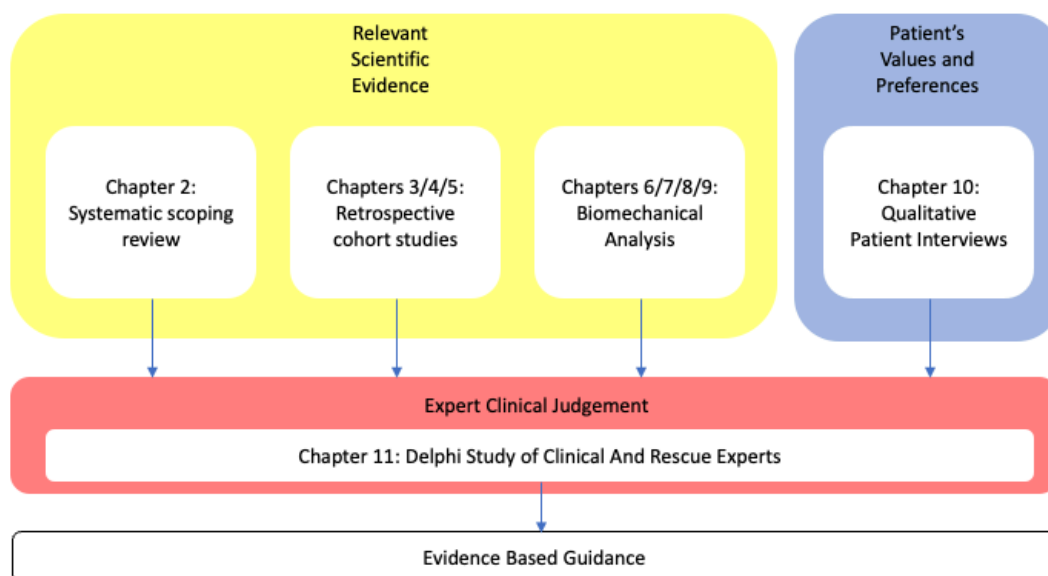 Relevant
Scientific
Evidence
Patient’s
Values and
Preferences
Chapter 2:
Systematic scoping
review
Chapters 3/4/5:
Retrospective
cohort studies
Chapters 6/7/8/9:
Biomechanical
Analysis
Chapter 10:
Qualitative
Patient Interviews
Expert Clinical Judgement
Chapter 11: Delphi Study of Clinical And Rescue Experts
Evidence Based Guidance